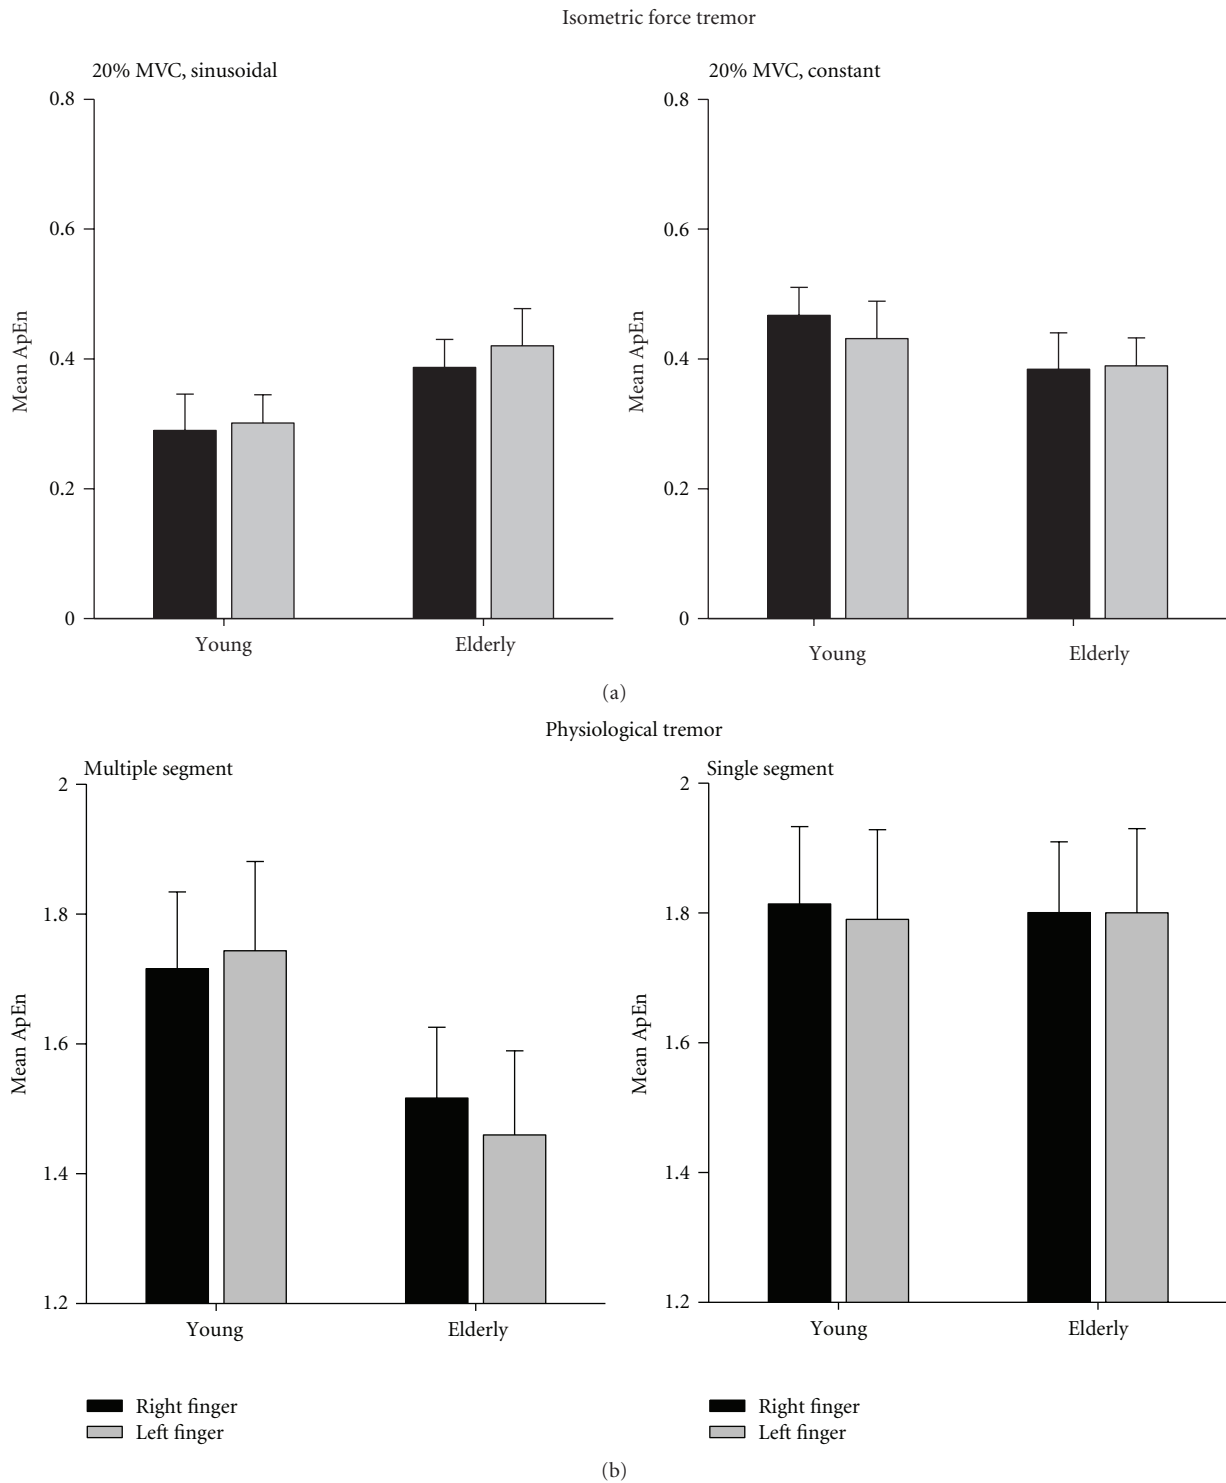 Isometric force tremor
20% MVC, sinusoidal
0.8
0.6
0.4
0.2
0
Mean ApEn
Young
Elderly
20% MVC, constant
0.8
0.6
0.4
0.2
0
Mean ApEn
Young
Elderly
(a)
Physiological tremor
Multiple segment
2
1.8
1.6
1.4
1.2
Mean ApEn
Young
Elderly
Right finger
Left finger
Single segment
2
1.8
1.6
1.4
1.2
Mean ApEn
Young
Elderly
Right finger
Left finger
(b)